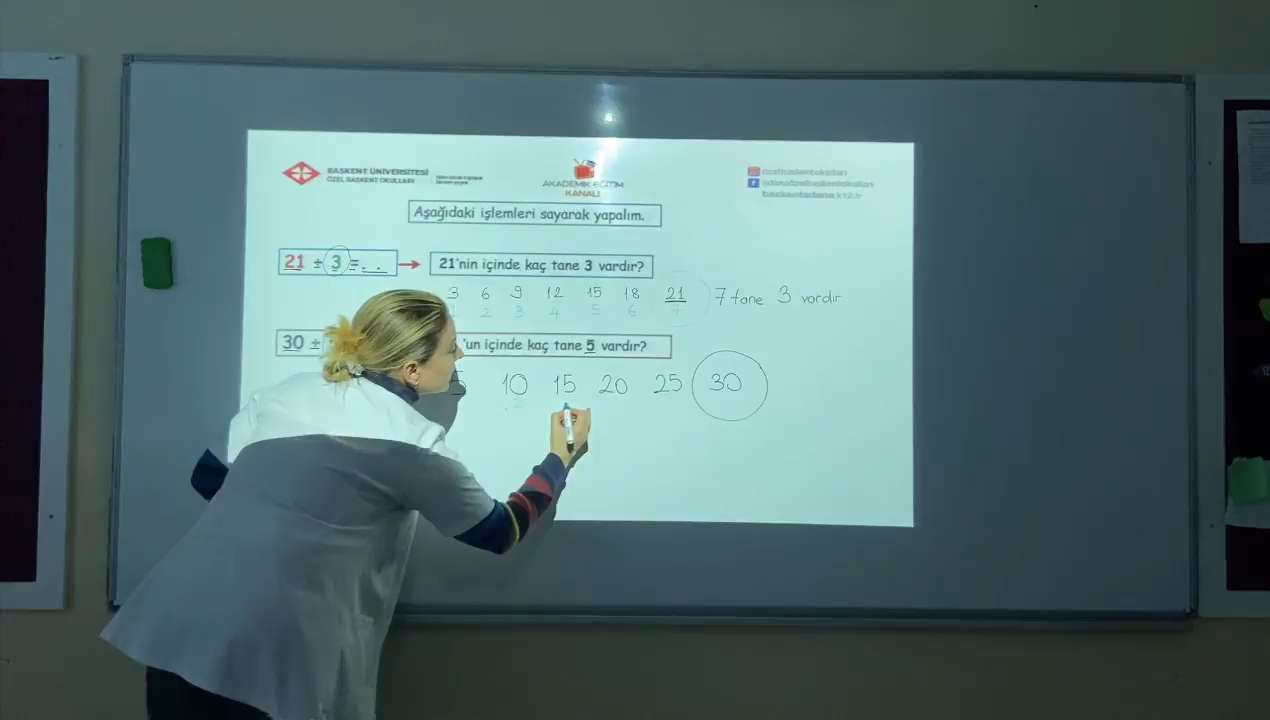 BAŞKENT ÜNİVERSİTESİ
ÖZEL BAŞKENT OKULLARI
AKADEMİK EĞİTİM
KANALI
Aşağıdaki işlemleri sayarak yapalım.
21 ÷ 3 =
21'nin içinde kaç tane 3 vardır?
3 6 9 12 15 18 21 7 tane 3 vardır
2 3 4 5 6 7
30 ÷
'un içinde kaç tane 5 vardır?
5 10 15 20 25 30
2